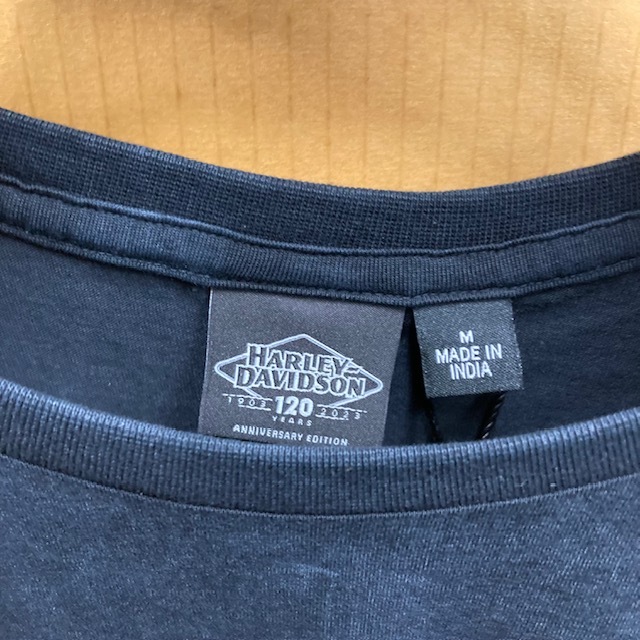 HARLEY-
DAVIDSON
1903 120 2023
YEARS
ANNIVERSARY EDITION
M
MADE IN
INDIA